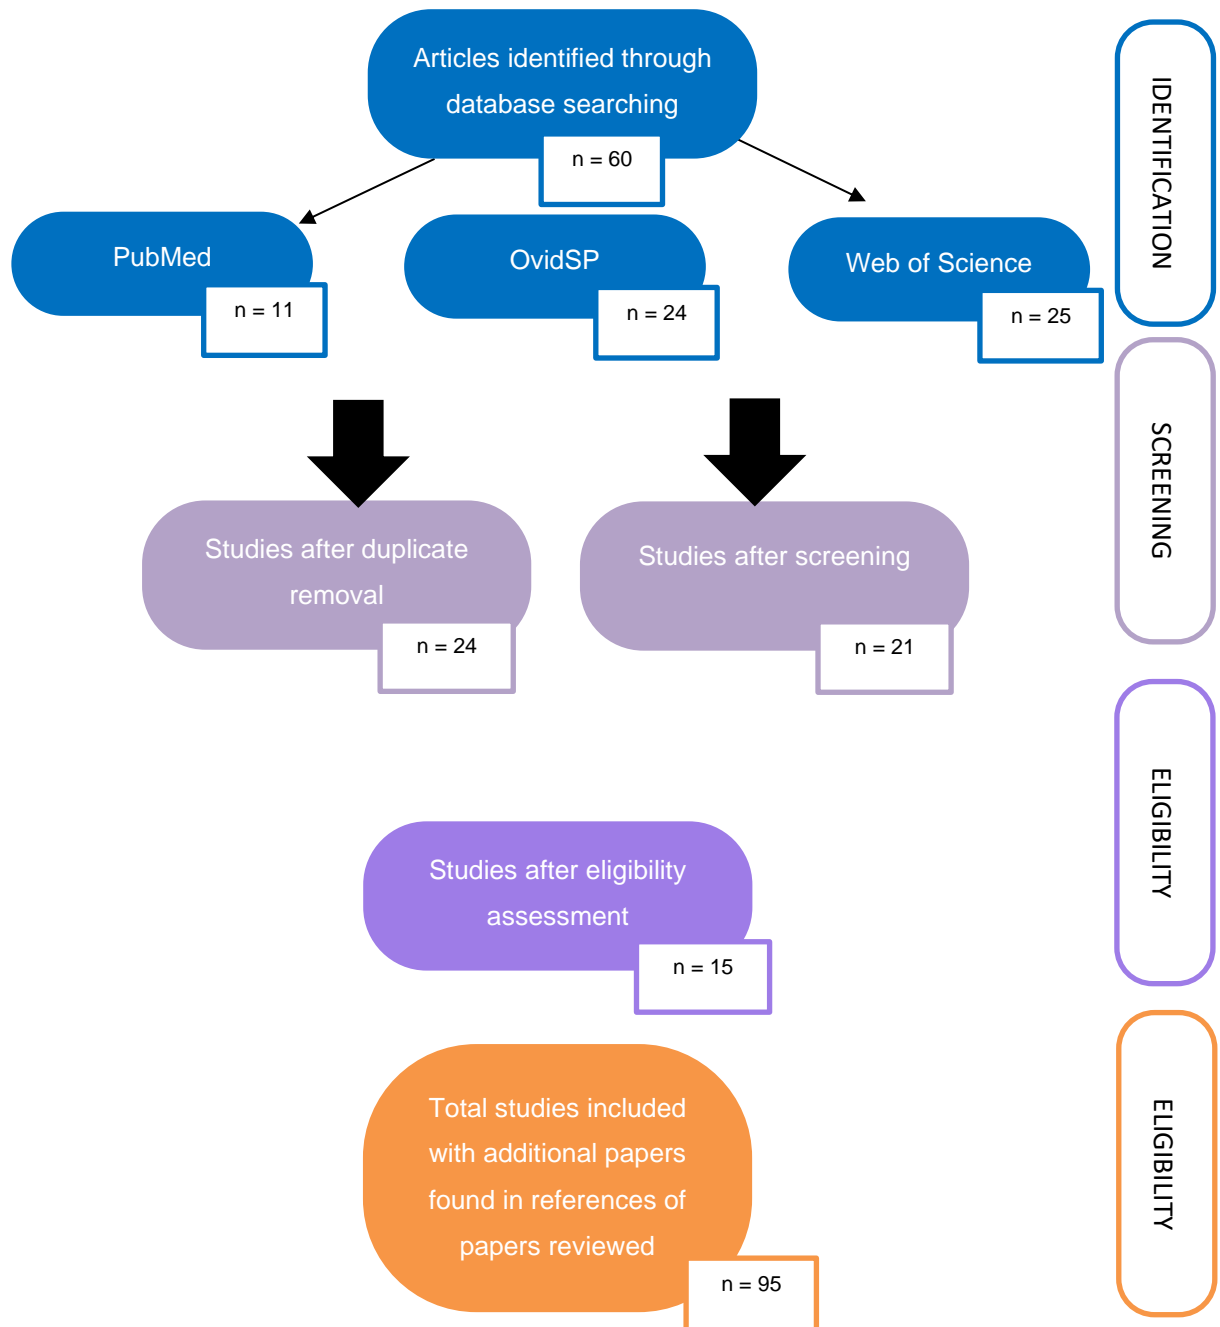 Articles identified through
database searching
n = 60
IDENTIFICATION
PubMed
n = 11
OvidSP
n = 24
Web of Science
n = 25
SCREENING
Studies after duplicate
removal
n = 24
Studies after screening
n = 21
ELIGIBILITY
Studies after eligibility
assessment
n = 15
ELIGIBILITY
Total studies included
with additional papers
found in references of
papers reviewed
n = 95